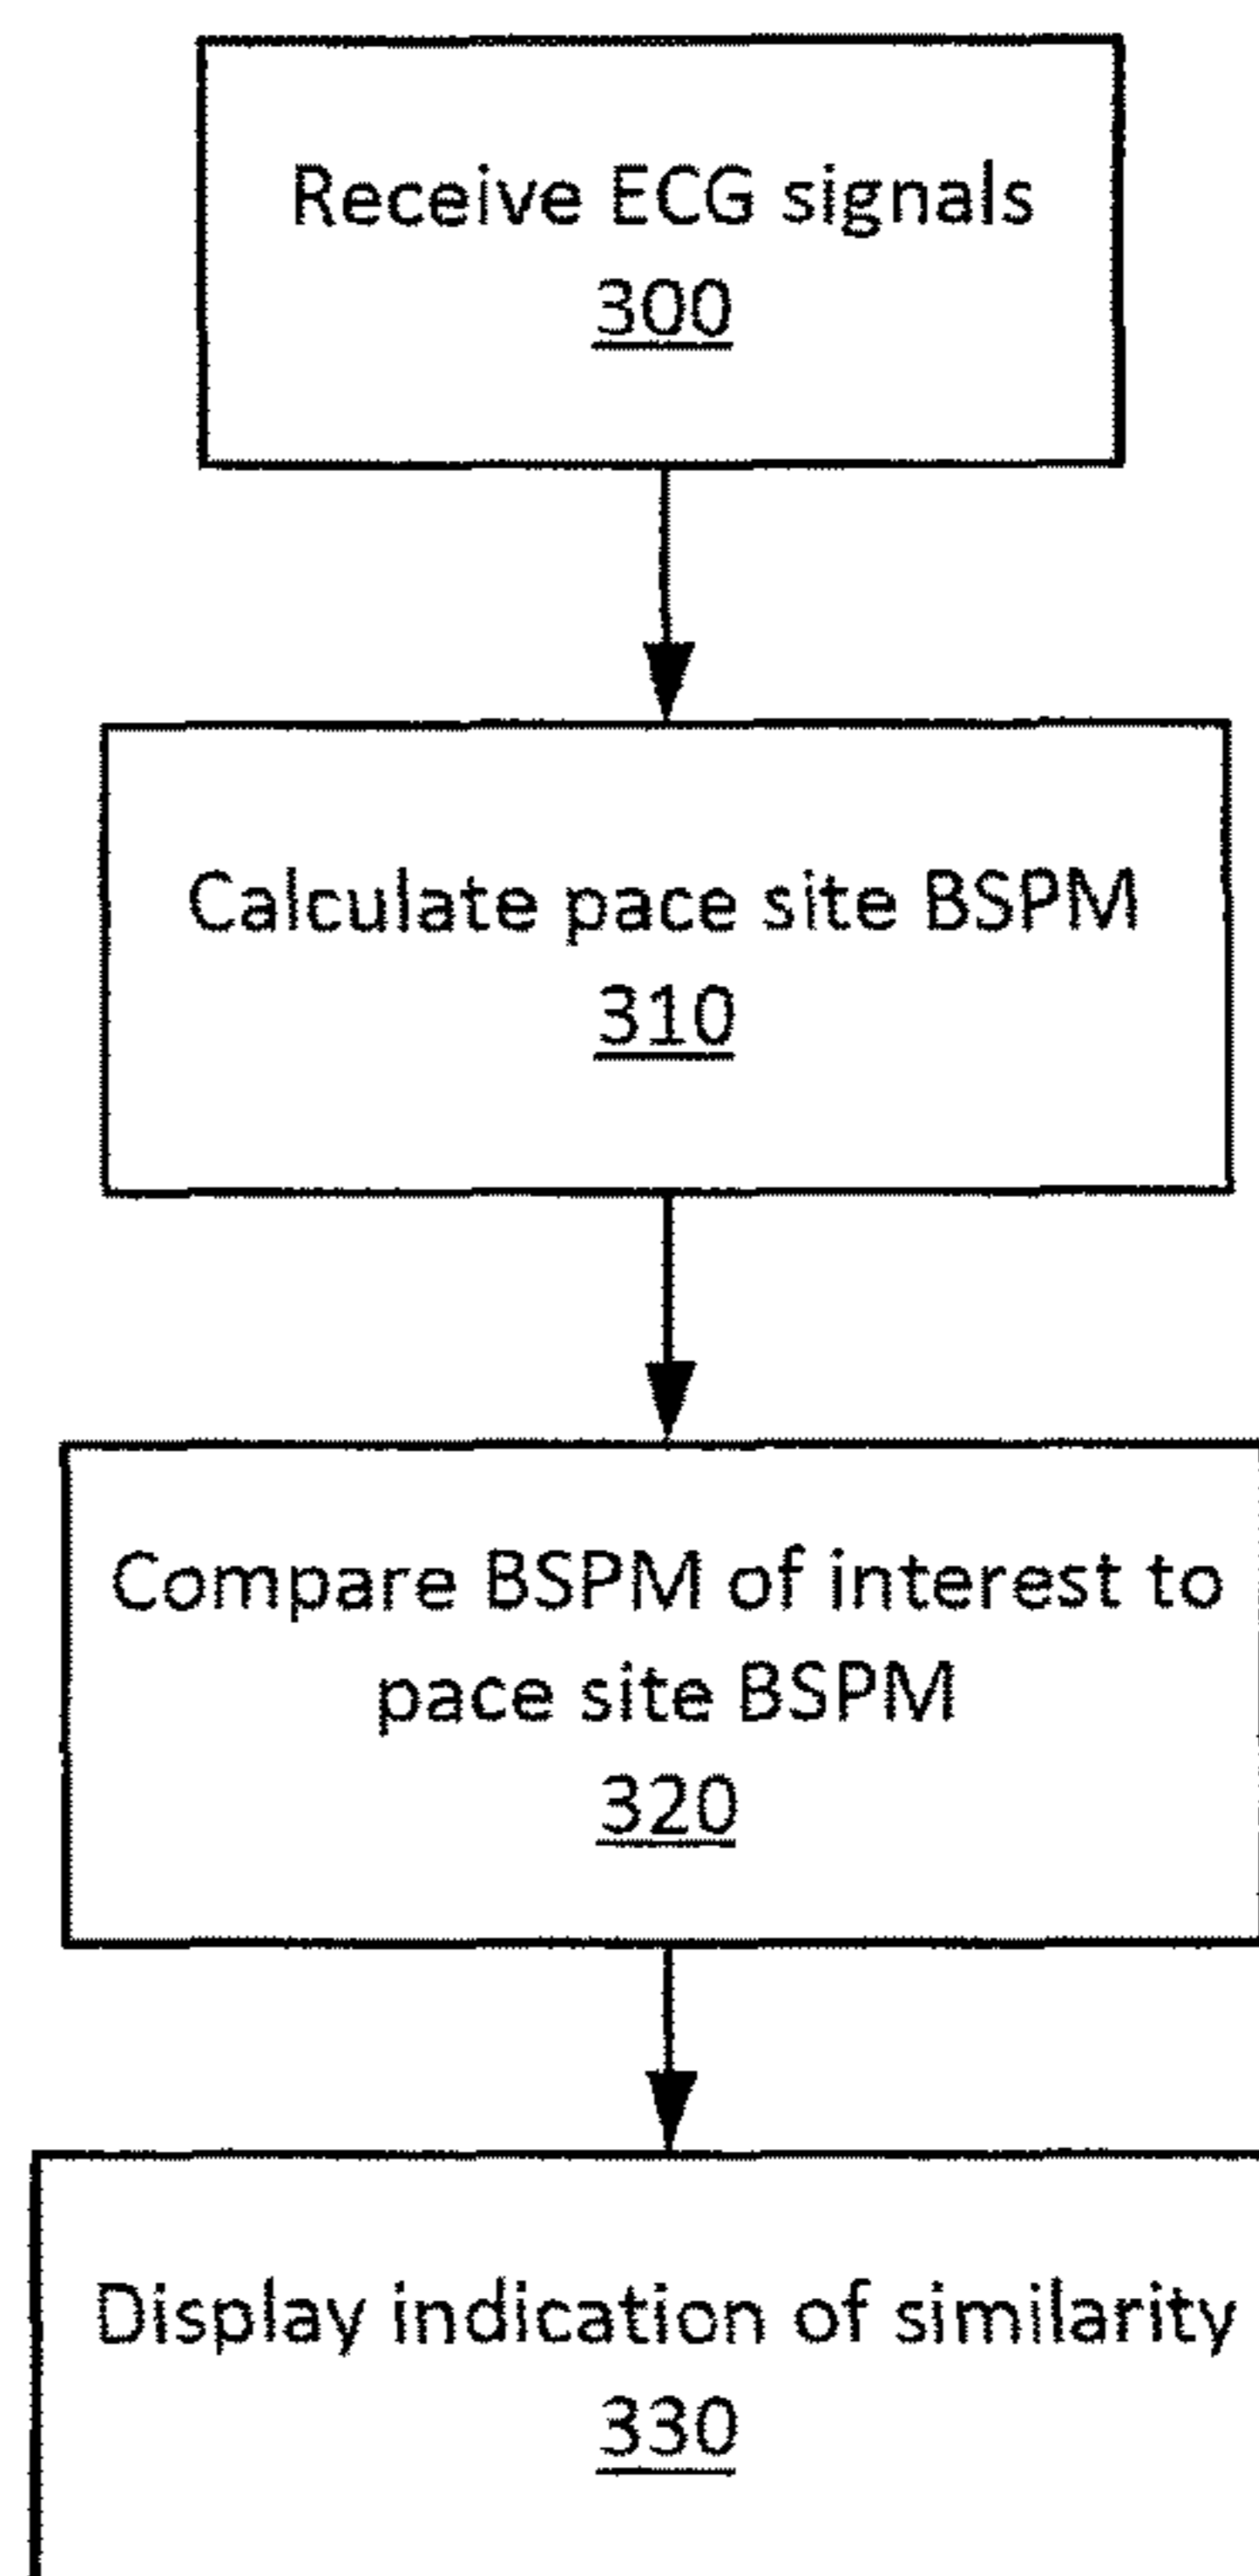 Receive ECG signals
300
Calculate pace site BSPM
310
Compare BSPM of interest to
pace site BSPM
320
Display indication of similarity
330